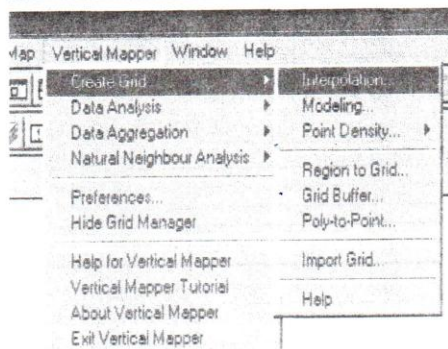 Map Vertical Mapper Window Help
Create Grid
Data Analysis
Data Aggregation
Natural Neighbour Analysis
Preferences...
Hide Grid Manager
Help for Vertical Mapper
Vertical Mapper Tutorial
About Vertical Mapper
Exit Vertical Mapper
Interpolation...
Modeling...
Point Density...
Region to Grid...
Grid Buffer...
Poly-to-Point...
Import Grid...
Help